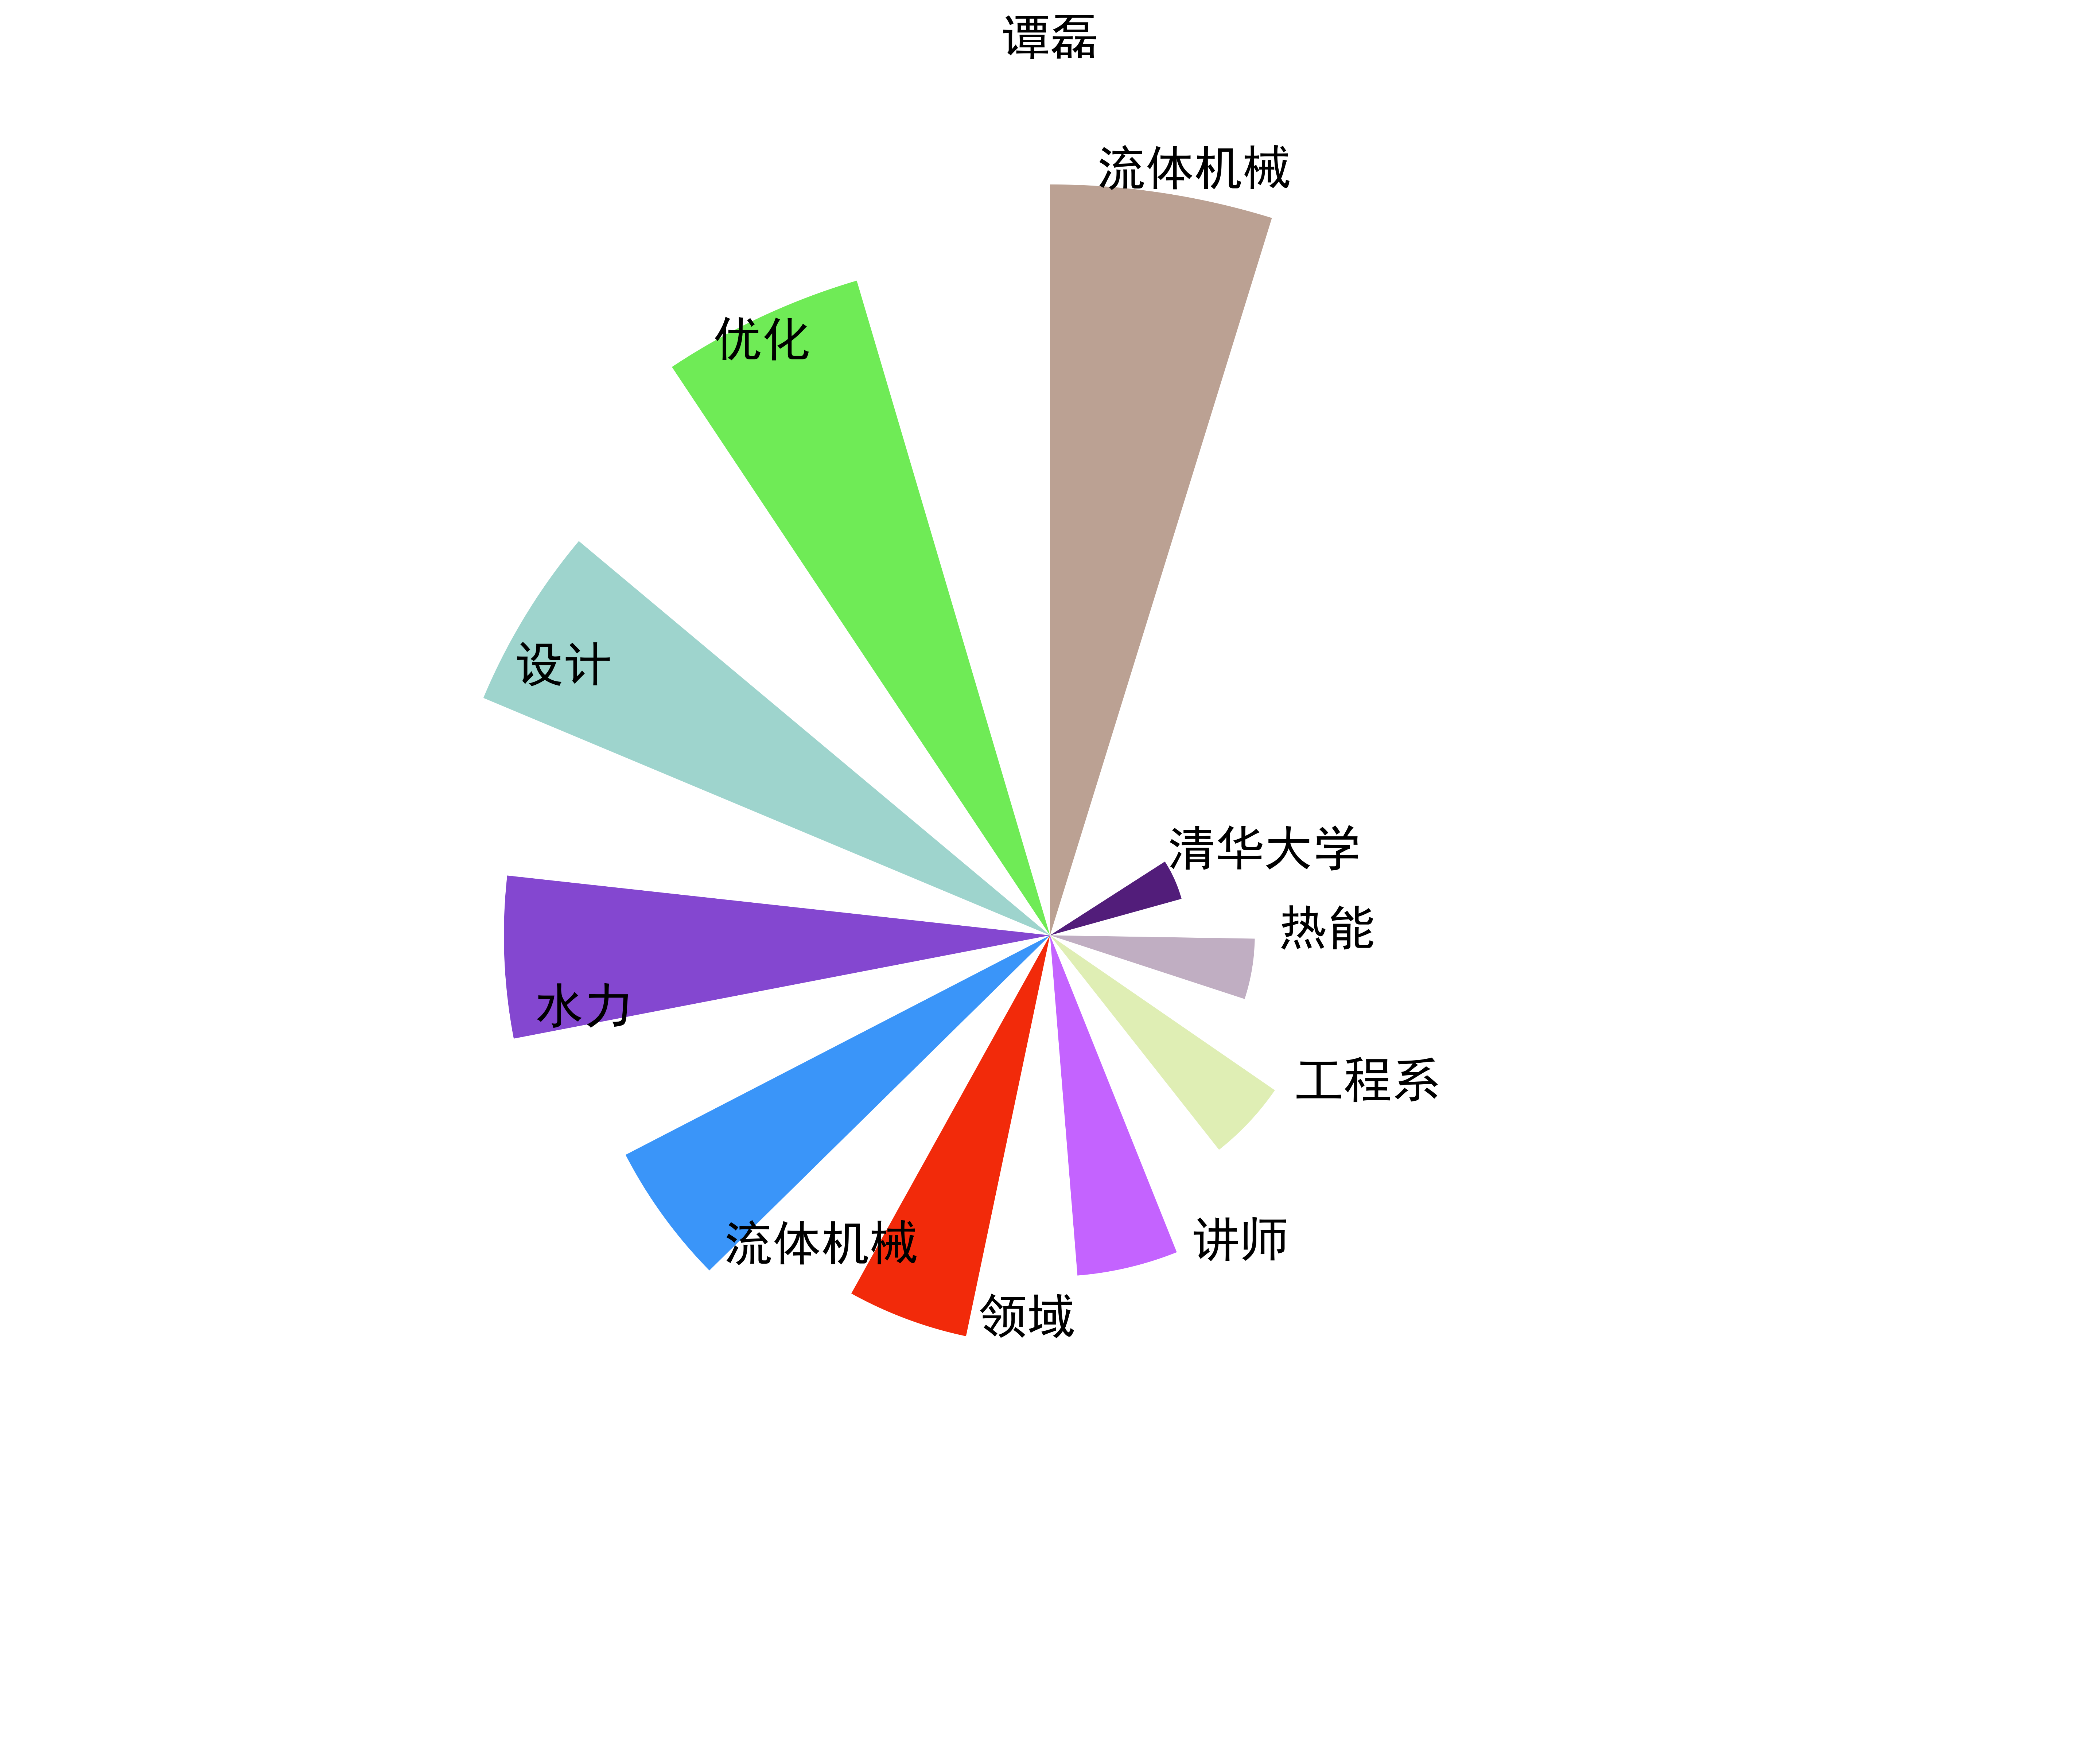 谭磊
流体机械
优化
设计
清华大学
热能
水力
工程系
讲师
流体机械
领域